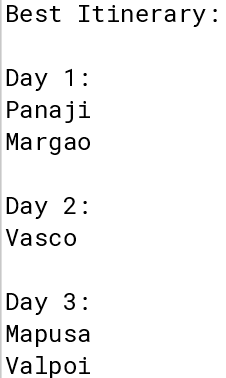 Best Itinerary:
Day 1:
Panaji
Margao
Day 2:
Vasco
Day 3:
Mapusa
Valpoi